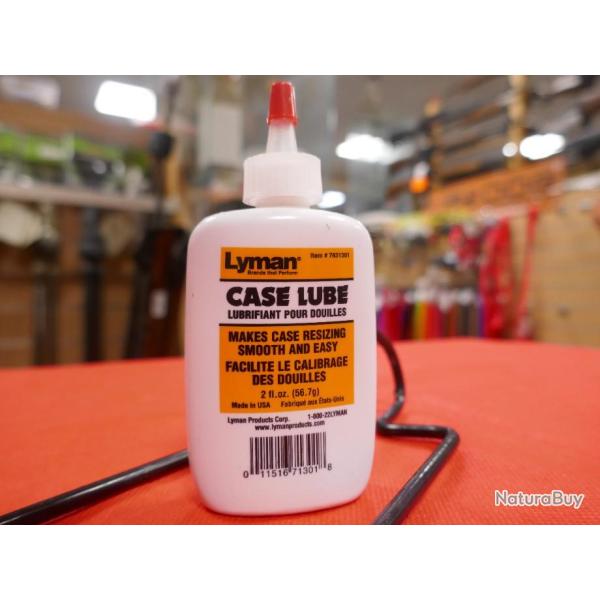 Item # 7631301
Lyman®
Brands that Perform
CASE LUBE
LUBRIFIANT POUR DOUILLES
MAKES CASE RESIZING
SMOOTH AND EASY
FACILITE LE CALIBRAGE
DES DOUILLES
2 fl.oz. (56.7g)
Made in USA Fabriqué aux États-Unis
Lyman Products Corp. 1-800-22LYMAN
www.lymanproducts.com
0 11516 71301 8
NaturaBuy